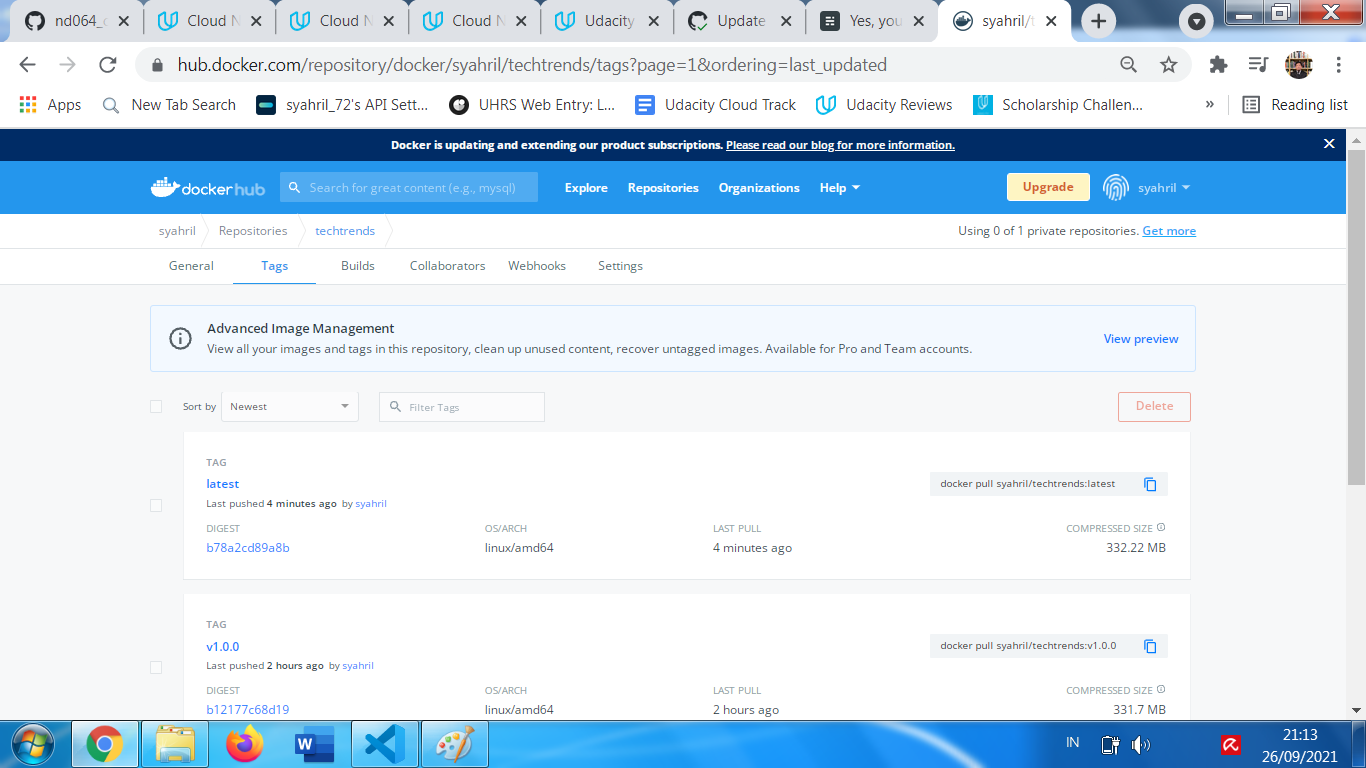 nd064_c
Cloud N
Cloud N
Cloud N
Udacity
Update
Yes, you
syahril/t
hub.docker.com/repository/docker/syahril/techtrends/tags?page=1&ordering=last_updated
Apps New Tab Search syahril_72's API Sett... UHRS Web Entry: L... Udacity Cloud Track Udacity Reviews Scholarship Challen... » Reading list
Docker is updating and extending our product subscriptions. Please read our blog for more information.
dockerhub Search for great content (e.g., mysql) Explore Repositories Organizations Help Upgrade syahril
syahril Repositories techtrends Using 0 of 1 private repositories. Get more
General Tags Builds Collaborators Webhooks Settings
Advanced Image Management
View all your images and tags in this repository, clean up unused content, recover untagged images. Available for Pro and Team accounts.
View preview
Sort by Newest Filter Tags Delete
TAG
latest
docker pull syahril/techtrends:latest
Last pushed 4 minutes ago by syahril
DIGEST OS/ARCH LAST PULL COMPRESSED SIZE
b78a2cd89a8b linux/amd64 4 minutes ago 332.22 MB
TAG
v1.0.0
docker pull syahril/techtrends:v1.0.0
Last pushed 2 hours ago by syahril
DIGEST OS/ARCH LAST PULL COMPRESSED SIZE
b12177c68d19 linux/amd64 2 hours ago 331.7 MB
IN
21:13
26/09/2021